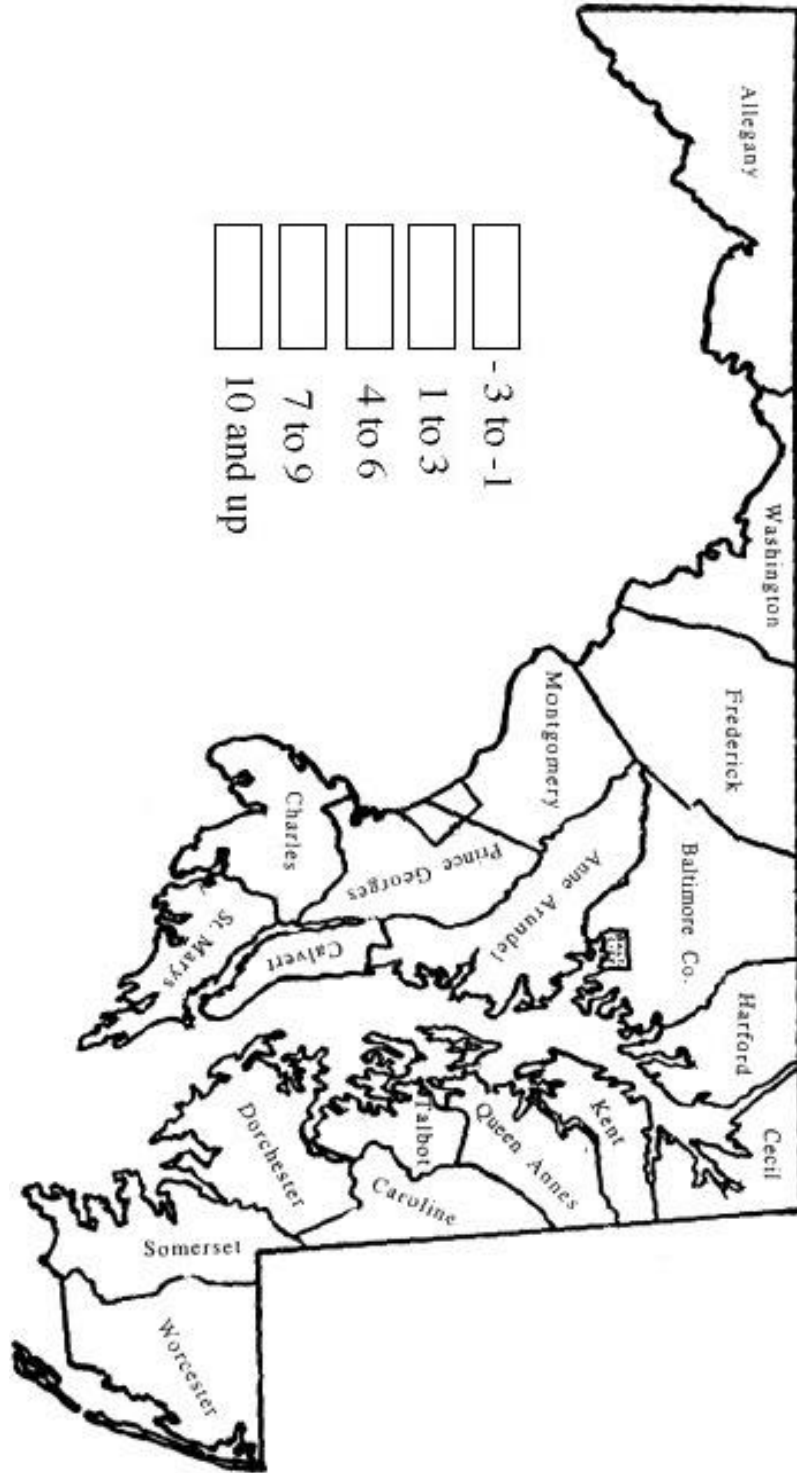 Allegany
Washington
Frederick
Baltimore Co.
Harford
Cecil
Montgomery
Anne Arundel
Kent
Prince Georges
Queen Annes
Charles
Calvert
Talbot
Caroline
St. Marys
Dorchester
Somerset
Worcester
- 3 to -1
1 to 3
4 to 6
7 to 9
10 and up